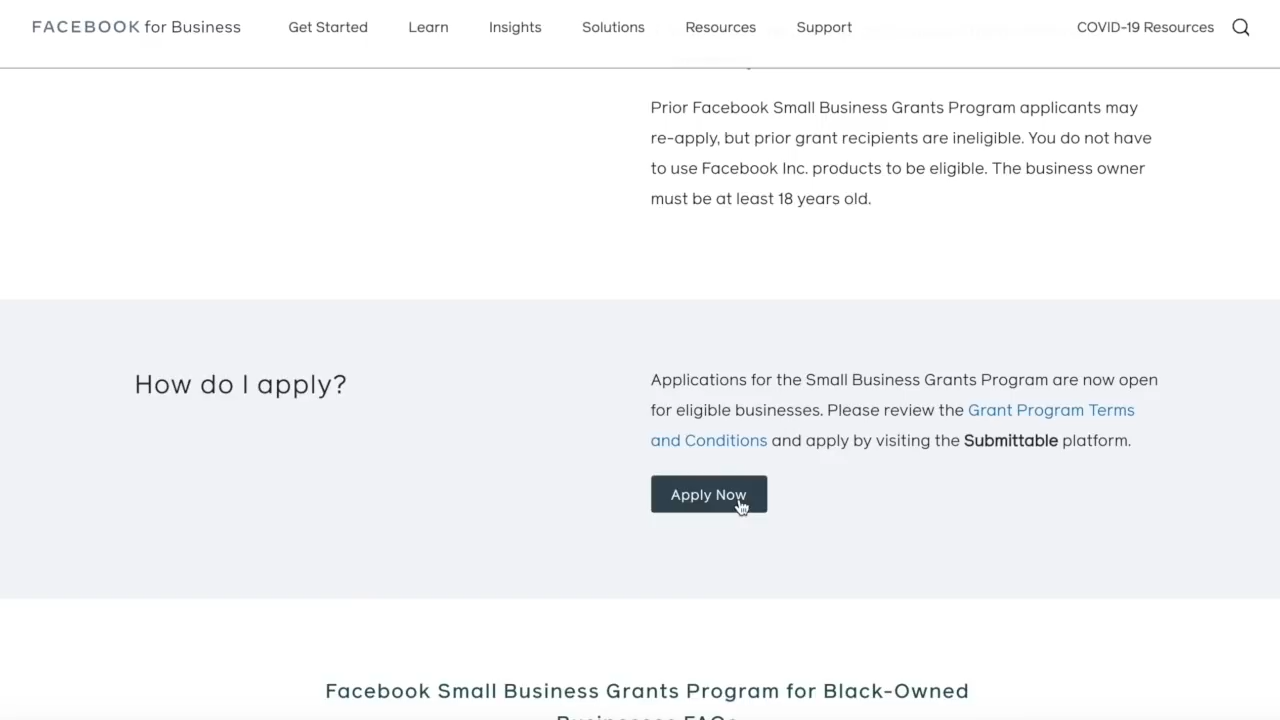 FACEBOOK for Business Get Started Learn Insights Solutions Resources Support COVID-19 Resources
Prior Facebook Small Business Grants Program applicants may
re-apply, but prior grant recipients are ineligible. You do not have
to use Facebook Inc. products to be eligible. The business owner
must be at least 18 years old.
How do I apply?
Applications for the Small Business Grants Program are now open
for eligible businesses. Please review the Grant Program Terms
and Conditions and apply by visiting the Submittable platform.
Apply Now
Facebook Small Business Grants Program for Black-Owned
Businesses FAQs